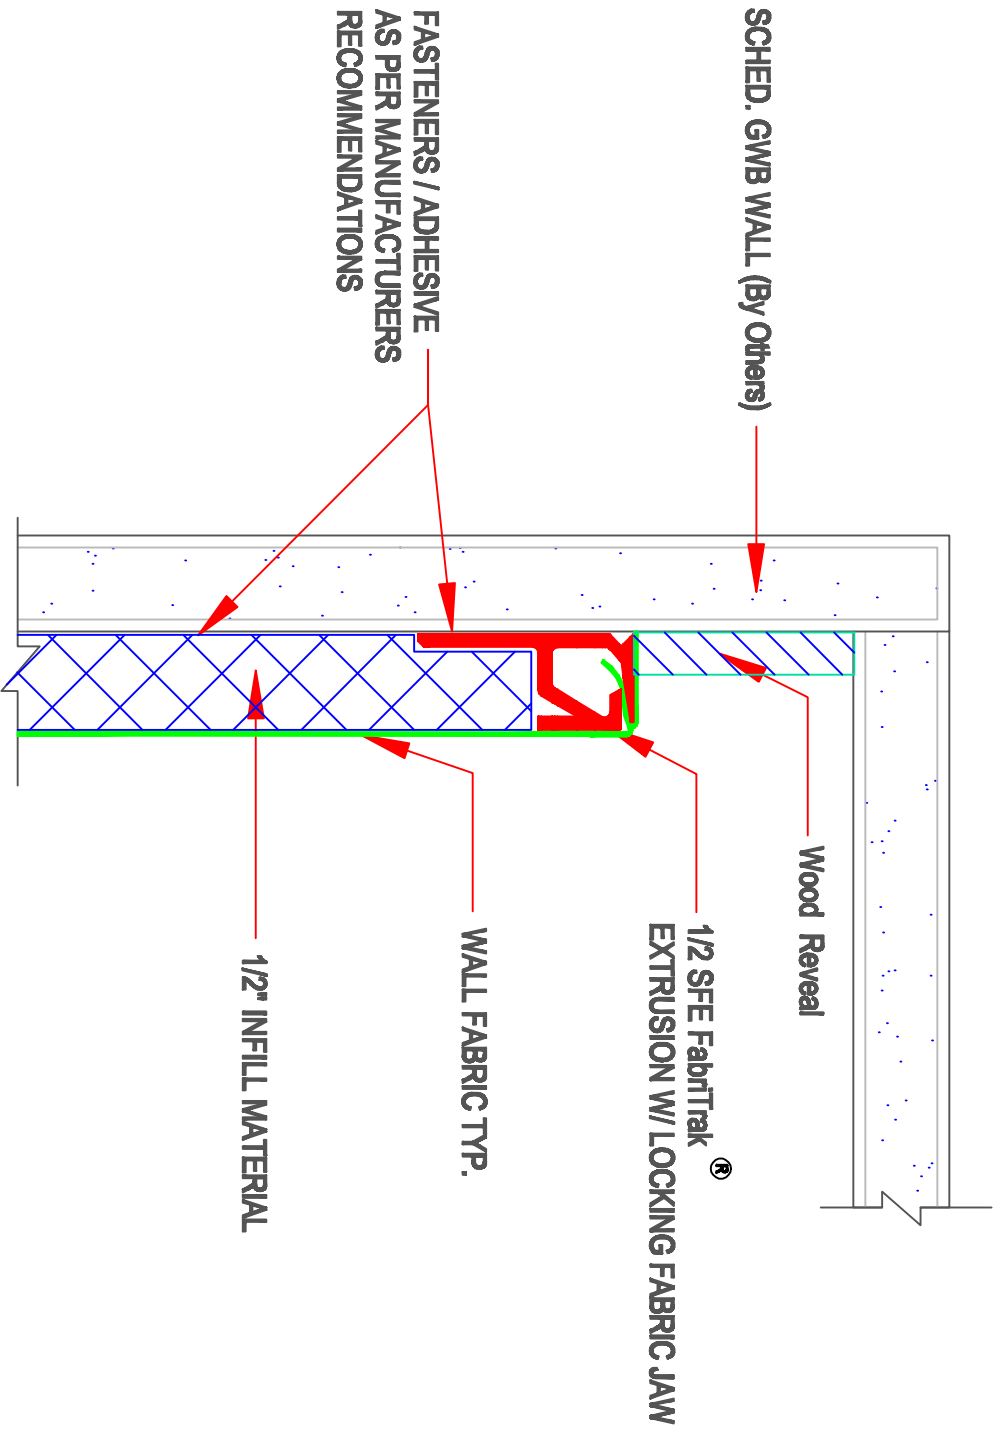 SCHED. GWB WALL (By Others)
FASTENERS / ADHESIVE
AS PER MANUFACTURERS
RECOMMENDATIONS
Wood Reveal
1/2 SFE FabriTrak ®
EXTRUSION W/ LOCKING FABRIC JAW
WALL FABRIC TYP.
1/2" INFILL MATERIAL